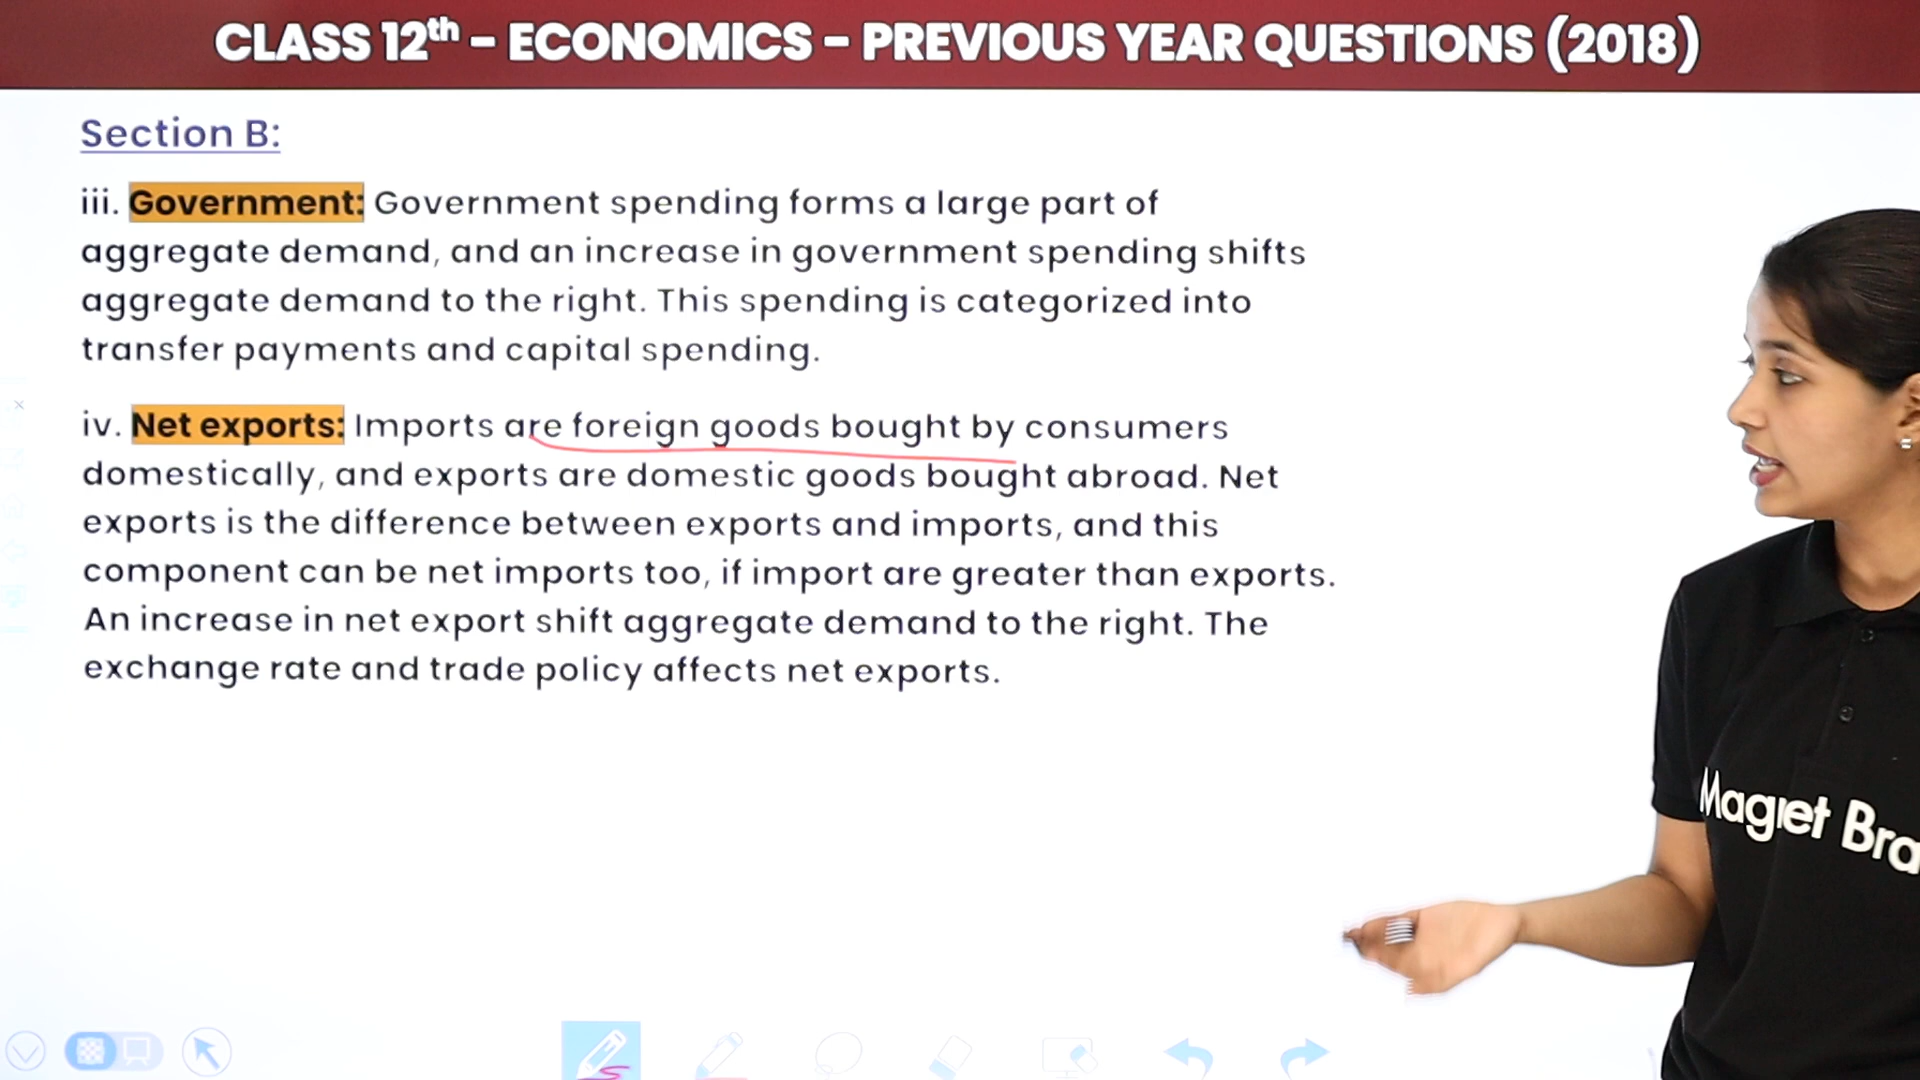 CLASS 12th - ECONOMICS - PREVIOUS YEAR QUESTIONS (2018)
Section B:
iii. Government: Government spending forms a large part of
aggregate demand, and an increase in government spending shifts
aggregate demand to the right. This spending is categorized into
transfer payments and capital spending.
iv. Net exports: Imports are foreign goods bought by consumers
domestically, and exports are domestic goods bought abroad. Net
exports is the difference between exports and imports, and this
component can be net imports too, if import are greater than exports.
An increase in net export shift aggregate demand to the right. The
exchange rate and trade policy affects net exports.
Magnet Bra